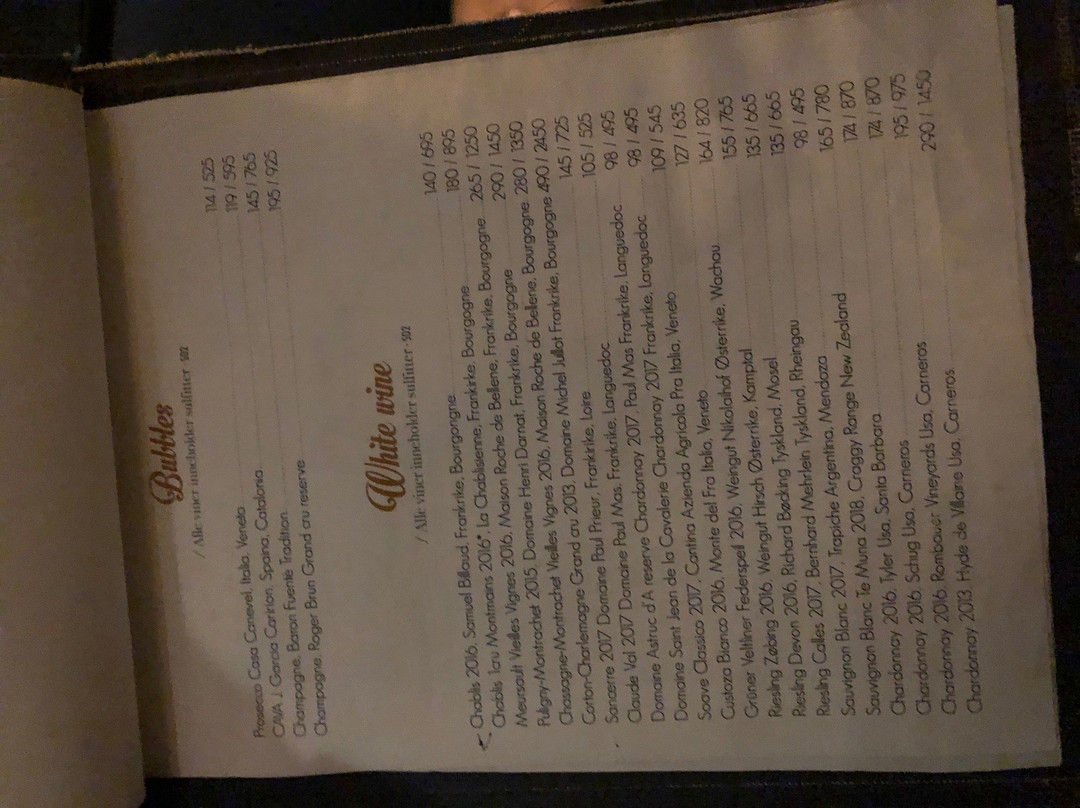 Bubbles
/ Alle viner inneholder sulfitter - SO2
Prosecco Casa Canevel, Italia, Veneto 114 / 525
CAVA J. Garcia Caririon, Spaina, Catalonia 119 / 595
Champagne, Baron Fuenté Tradition 145 / 765
Champagne, Roger Brun Grand cru reserve 195 / 925
White wine
/ Alle viner inneholder sulfitter - SO2
Chablis 2016, Samuel Billaud, Frankrike, Bourgorgne 140 / 695
Chablis 1cru Montmains 2016*, La Chablisienne, Frankirke, Bourgogne 180 / 895
Meursault Vieilles Vignes 2016, Maison Roche de Bellene, Frankrike, Bourgogne 265 / 1250
Puligny-Montrachet 2015, Domaine Henri Darnat, Frankrike, Bourgogne 290 / 1450
Chassagne-Montrachet Vieilles Vignes 2016, Maison Roche de Bellene, Bourgogne 280 / 1350
Corton-Charlemagne Grand cru 2013, Domaine Michel Jullot Frankrike, Bourgogne 490 / 2450
Sancerre 2017 Domaine Paul Prieur, Frankirke, Loire 145 / 725
Claude Val 2017 Domaine Paul Mas, Frankrike, Languedoc 105 / 525
Domaine Astruc d'A reserve Chardonnay 2017, Paul Mas Frankrike, Languedoc 98 / 495
Domaine Saint Jean de la Cavalerie Chardonnay 2017 Frankrike, Languedoc 98 / 495
Soave Classico 2017, Cantina Azienda Agricola Pra Italia, Veneto 109 / 545
Custoza Bianco 2016, Monte del Fra Italia, Veneto 127 / 635
Grüner Veltliner Federspeil 2016 Weingut Nikolaihof Østerrike, Wachau 164 / 820
Riesling Zøbing 2016 Weingut Hirsch Østerrike, Kamptal 155 / 765
Riesling Devon 2016, Richard Bøcking Tyskland, Mosel 135 / 665
Riesling Calles 2017, Bernhard Mehrlein Tyskland, Rheingau 135 / 665
Sauvignon Blanc 2017, Trapiche Argentina, Mendoza 98 / 495
Sauvignon Blanc Te Muna 2018, Craggy Range New Zealand 165 / 780
Chardonnay 2016, Tyler Usa, Santa Barbara 174 / 870
Chardonnay 2016 Schug Usa, Carneros 174 / 870
Chardonnay 2016, Rombauer Vineyards Usa, Carneros 195 / 975
Chardonnay 2013 Hyde de Villaine Usa, Carneros 290 / 1450